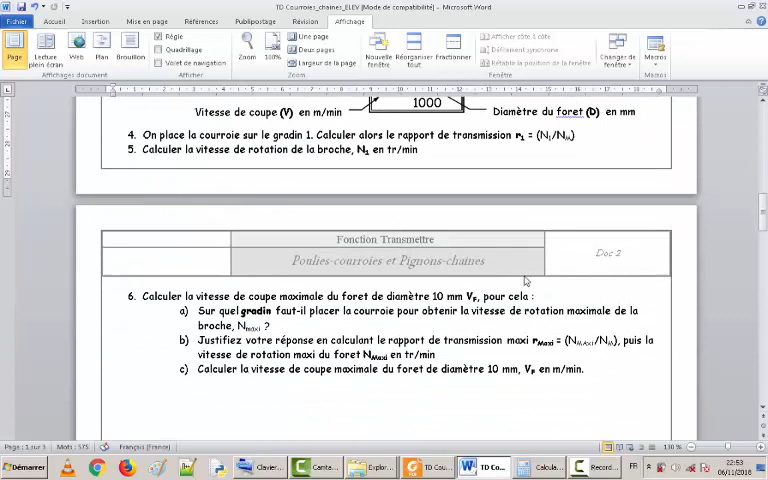 TD Courroies_chaines_ELEV [Mode de compatibilité] - Microsoft Word
Fichier Accueil Insertion Mise en page Références Publipostage Révision Affichage
Page
Lecture plein écran
Web
Plan
Brouillon
Affichages document
Règle
Quadrillage
Volet de navigation
Afficher
Zoom
100%
Une page
Deux pages
Largeur de la page
Zoom
Nouvelle fenêtre
Réorganiser tout
Fractionner
Afficher côte à côte
Défilement synchrone
Rétablir la position de la fenêtre
Fenêtre
Changer de fenêtre
Macros
Macros
Vitesse de coupe (V) en m/min
1000
Diamètre du foret (D) en mm
4. On place la courroie sur le gradin 1. Calculer alors le rapport de transmission r1 = (N1/NM)
5. Calculer la vitesse de rotation de la broche, N1 en tr/min
Fonction Transmettre
Poulies-courroies et Pignons-chaines
Doc 2
6. Calculer la vitesse de coupe maximale du foret de diamètre 10 mm VF, pour cela :
a) Sur quel gradin faut-il placer la courroie pour obtenir la vitesse de rotation maximale de la
broche, Nmaxi ?
b) Justifiez votre réponse en calculant le rapport de transmission maxi rMaxi = (NMAxi/NM), puis la
vitesse de rotation maxi du foret NMaxi en tr/min
c) Calculer la vitesse de coupe maximale du foret de diamètre 10 mm, VF en m/min.
Page : 1 sur 3 Mots : 575 Français (France) 130 %
Démarrer Clavier... Canta... Explor... TD Cou... TD Co... Calcula... Record... FR 22:53
06/11/2018